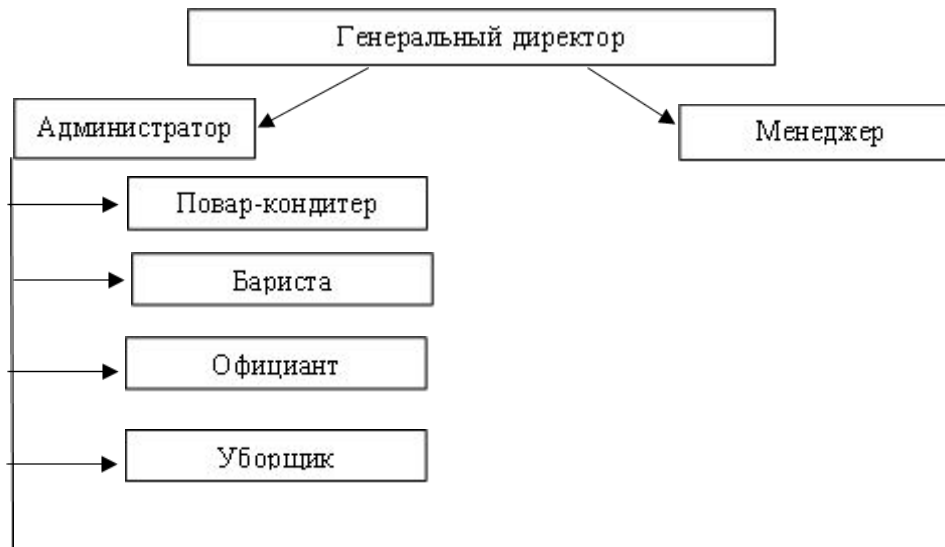 Генеральный директор
Администратор
Менеджер
Повар-кондитер
Бариста
Официант
Уборщик